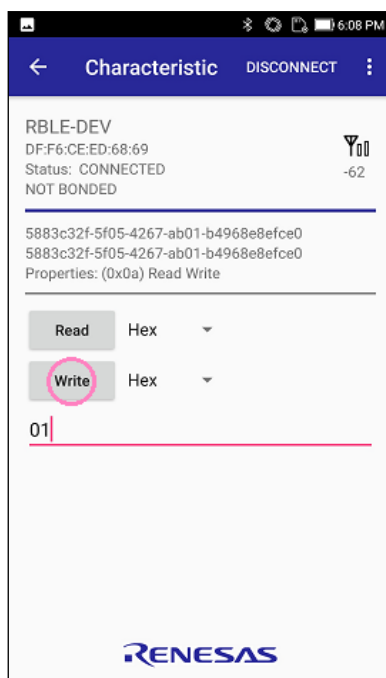 6:08 PM
Characteristic DISCONNECT
RBLE-DEV
DF:F6:CE:ED:68:69
Status: CONNECTED
NOT BONDED
-62
5883c32f-5f05-4267-ab01-b4968e8efce0
5883c32f-5f05-4267-ab01-b4968e8efce0
Properties: (0x0a) Read Write
Read Hex
Write Hex
01
RENESAS